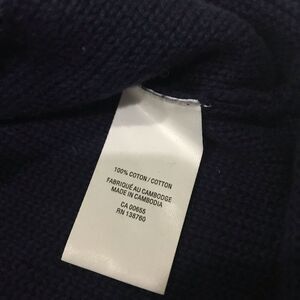 100% COTON / COTTON
FABRIQUÉ AU CAMBODGE
MADE IN CAMBODIA
CA 00655
RN 138760